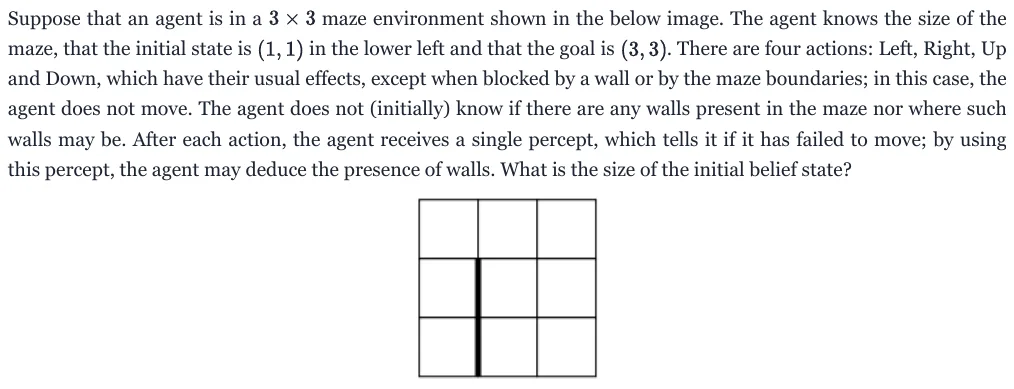 Suppose that an agent is in a 3 × 3 maze environment shown in the below image. The agent knows the size of the
maze, that the initial state is (1, 1) in the lower left and that the goal is (3, 3). There are four actions: Left, Right, Up
and Down, which have their usual effects, except when blocked by a wall or by the maze boundaries; in this case, the
agent does not move. The agent does not (initially) know if there are any walls present in the maze nor where such
walls may be. After each action, the agent receives a single percept, which tells it if it has failed to move; by using
this percept, the agent may deduce the presence of walls. What is the size of the initial belief state?